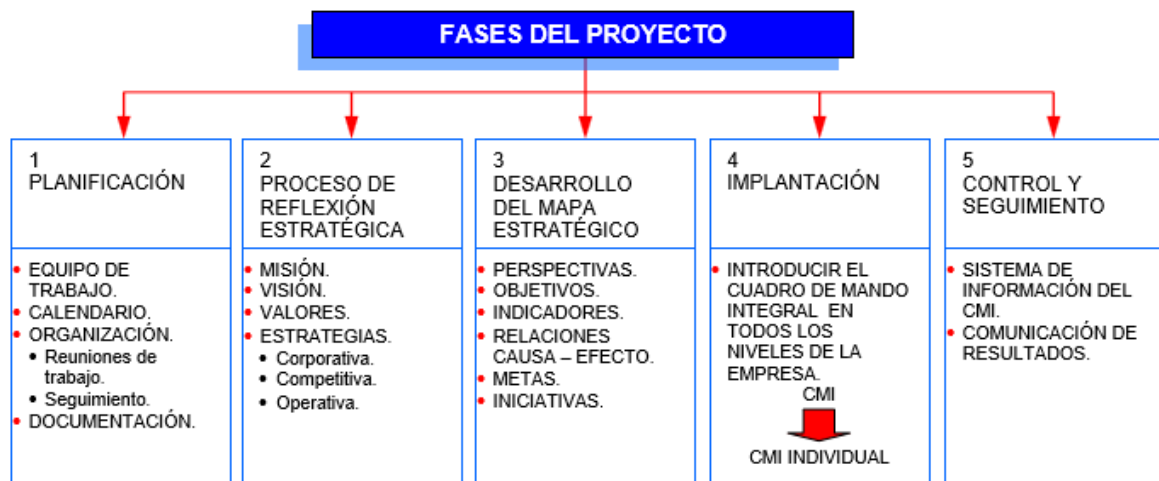 FASES DEL PROYECTO
1
PLANIFICACIÓN
• EQUIPO DE
TRABAJO.
• CALENDARIO.
• ORGANIZACIÓN.
• Reuniones de
trabajo.
• Seguimiento.
• DOCUMENTACIÓN.
2
PROCESO DE
REFLEXIÓN
ESTRATÉGICA
• MISIÓN.
• VISIÓN.
• VALORES.
• ESTRATEGIAS.
• Corporativa.
• Competitiva.
• Operativa.
3
DESARROLLO
DEL MAPA
ESTRATÉGICO
• PERSPECTIVAS.
• OBJETIVOS.
• INDICADORES.
• RELACIONES
CAUSA – EFECTO.
• METAS.
• INICIATIVAS.
4
IMPLANTACIÓN
• INTRODUCIR EL
CUADRO DE MANDO
INTEGRAL EN
TODOS LOS
NIVELES DE LA
EMPRESA.
CMI
CMI INDIVIDUAL
5
CONTROL Y
SEGUIMIENTO
• SISTEMA DE
INFORMACIÓN DEL
CMI.
• COMUNICACIÓN DE
RESULTADOS.